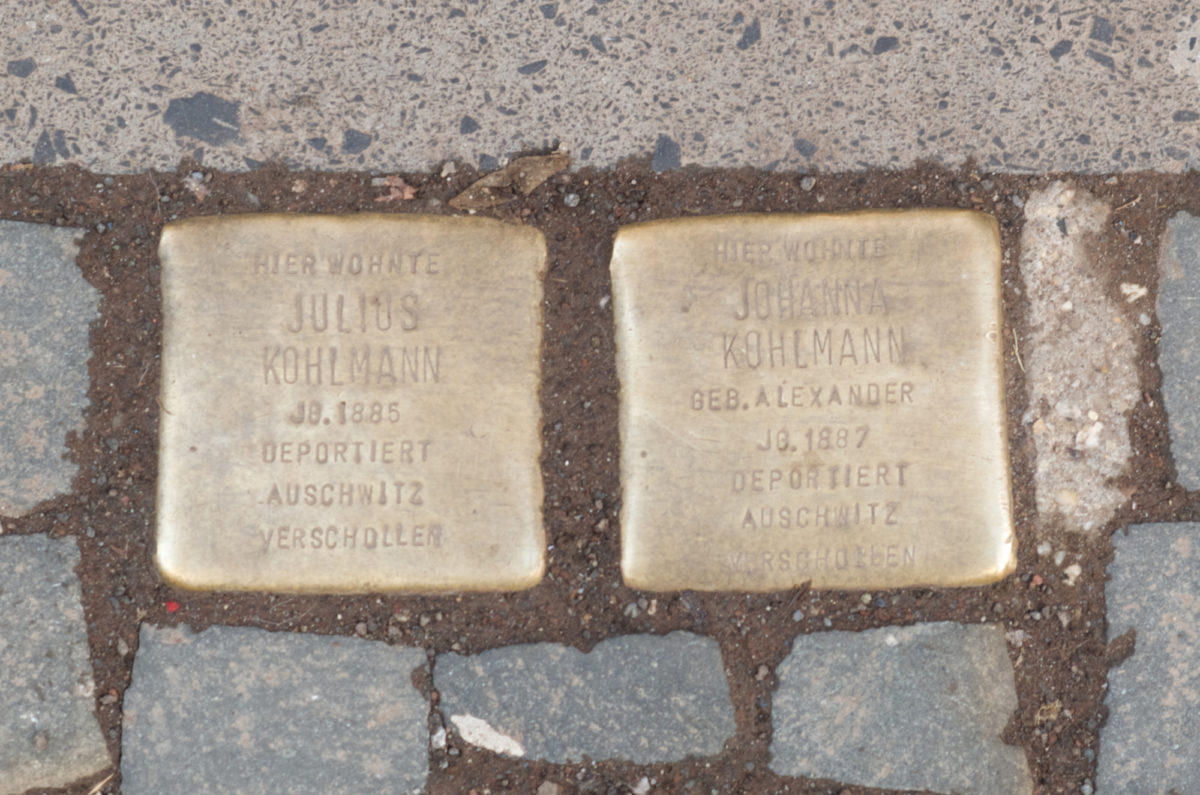 HIER WOHNTE
JULIUS
KOHLMANN
JG. 1885
DEPORTIERT
AUSCHWITZ
VERSCHOLLEN
HIER WOHNTE
JOHANNA
KOHLMANN
GEB. ALEXANDER
JG. 1887
DEPORTIERT
AUSCHWITZ
VERSCHOLLEN